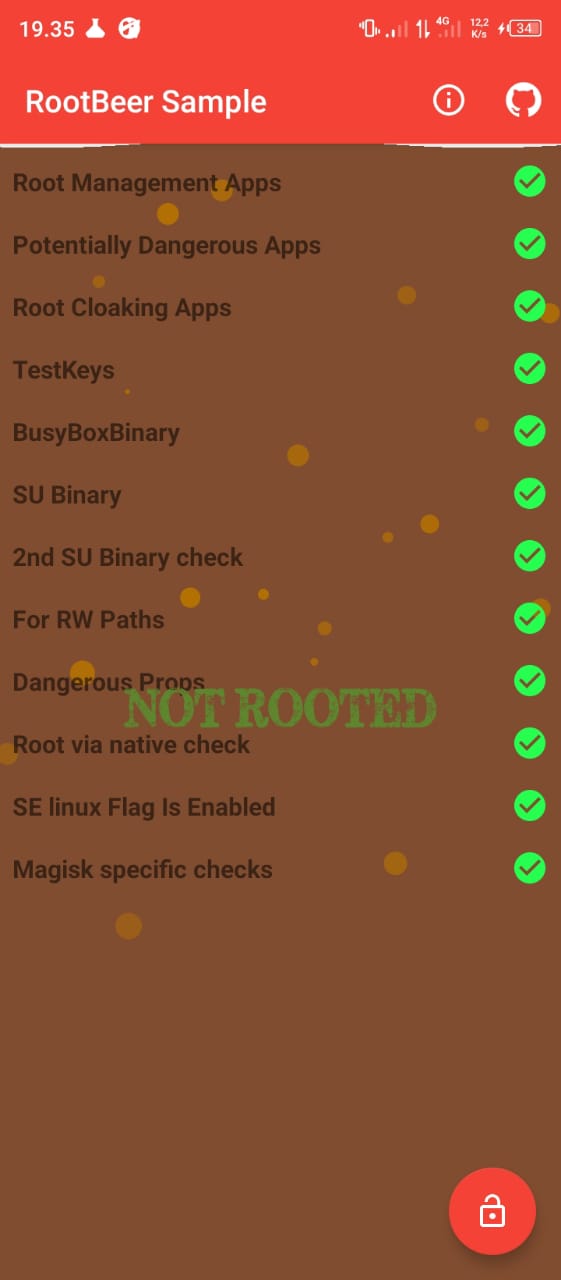 19.35 4G 12,2 K/s 34
RootBeer Sample
Root Management Apps
Potentially Dangerous Apps
Root Cloaking Apps
TestKeys
BusyBoxBinary
SU Binary
2nd SU Binary check
For RW Paths
Dangerous Props
NOT ROOTED
Root via native check
SE linux Flag Is Enabled
Magisk specific checks